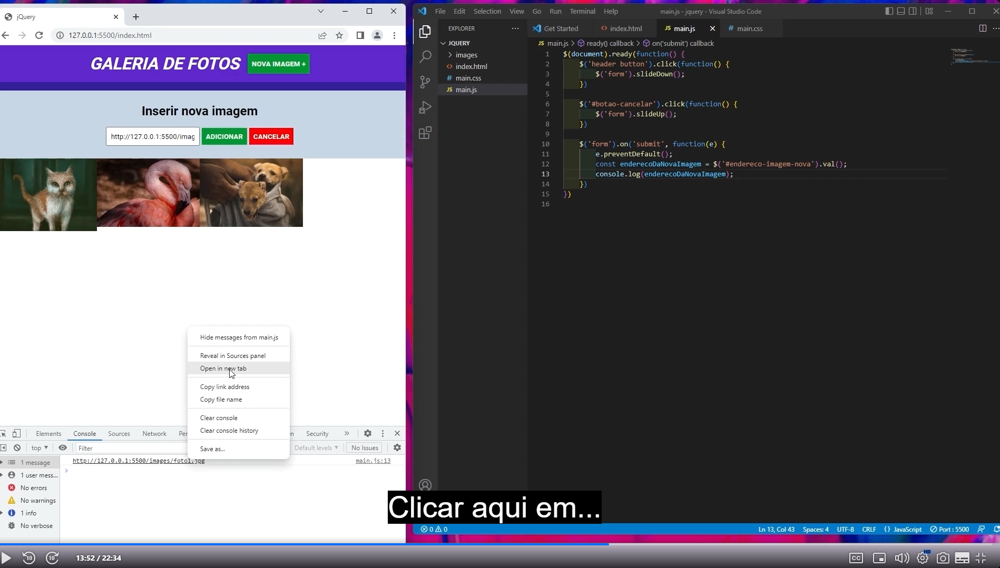 jQuery
127.0.0.1:5500/index.html
GALERIA DE FOTOS
NOVA IMAGEM +
Inserir nova imagem
http://127.0.0.1:5500/imag
ADICIONAR
CANCELAR
Hide messages from main.js
Reveal in Sources panel
Open in new tab
Copy link address
Copy file name
Clear console
Clear console history
Save as...
Elements
Console
Sources
Network
Security
top
Filter
Default levels
No Issues
1 message
1 user mess...
No errors
No warnings
1 info
No verbose
http://127.0.0.1:5500/images/foto1.jpg
main.js:13
File Edit Selection View Go Run Terminal Help
main.js - jquery - Visual Studio Code
EXPLORER
JQUERY
images
index.html
main.css
JS main.js
Get Started
index.html
JS main.js
main.css
JS main.js > ready() callback > on('submit') callback
1 $(document).ready(function() {
2 $('header button').click(function() {
3 $('form').slideDown();
4 })
5
6 $('#botao-cancelar').click(function() {
7 $('form').slideUp();
8 })
9
10 $('form').on('submit', function(e) {
11 e.preventDefault();
12 const enderecoDaNovaImagem = $('#endereco-imagem-nova').val();
13 console.log(enderecoDaNovaImagem);
14 })
15 })
16
Clicar aqui em...
0 0
Ln 13, Col 43
Spaces: 4
UTF-8
CRLF
{} JavaScript
Port : 5500
10
10
13:52 / 22:34
CC
HD